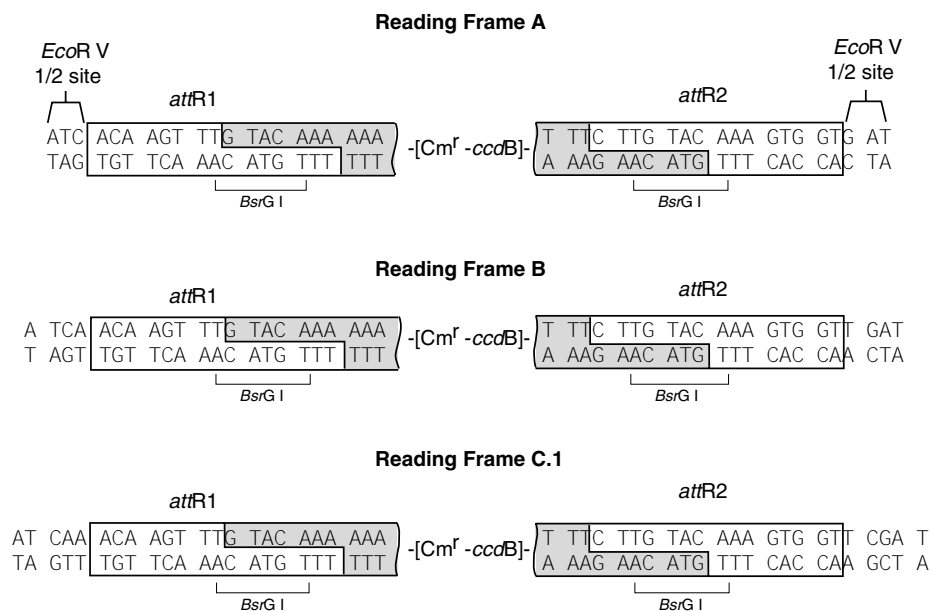 Reading Frame A
EcoR V
1/2 site
EcoR V
1/2 site
attR1
attR2
ATC ACA AGT TTG TAC AAA AAA -[Cmr -ccdB]- T TTC TTG TAC AAA GTG GTG AT
TAG TGT TCA AAC ATG TTT TTT A AAG AAC ATG TTT CAC CAC TA
BsrG I
BsrG I
Reading Frame B
attR1
attR2
A TCA ACA AGT TTG TAC AAA AAA -[Cmr -ccdB]- T TTC TTG TAC AAA GTG GTT GAT
T AGT TGT TCA AAC ATG TTT TTT A AAG AAC ATG TTT CAC CAA CTA
BsrG I
BsrG I
Reading Frame C.1
attR1
attR2
AT CAA ACA AGT TTG TAC AAA AAA -[Cmr -ccdB]- T TTC TTG TAC AAA GTG GTT CGA T
TA GTT TGT TCA AAC ATG TTT TTT A AAG AAC ATG TTT CAC CAA GCT A
BsrG I
BsrG I